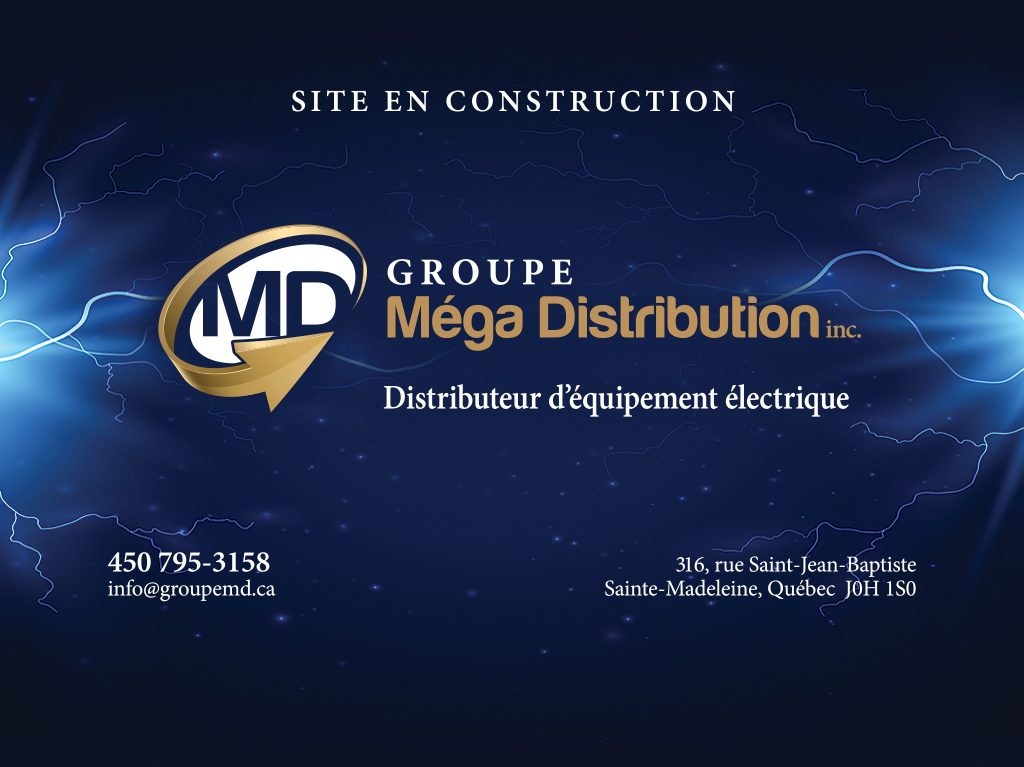 SITE EN CONSTRUCTION
MD
GROUPE
Méga Distribution inc.
Distributeur d'équipement électrique
450 795-3158
info@groupemd.ca
316, rue Saint-Jean-Baptiste
Sainte-Madeleine, Québec J0H 1S0